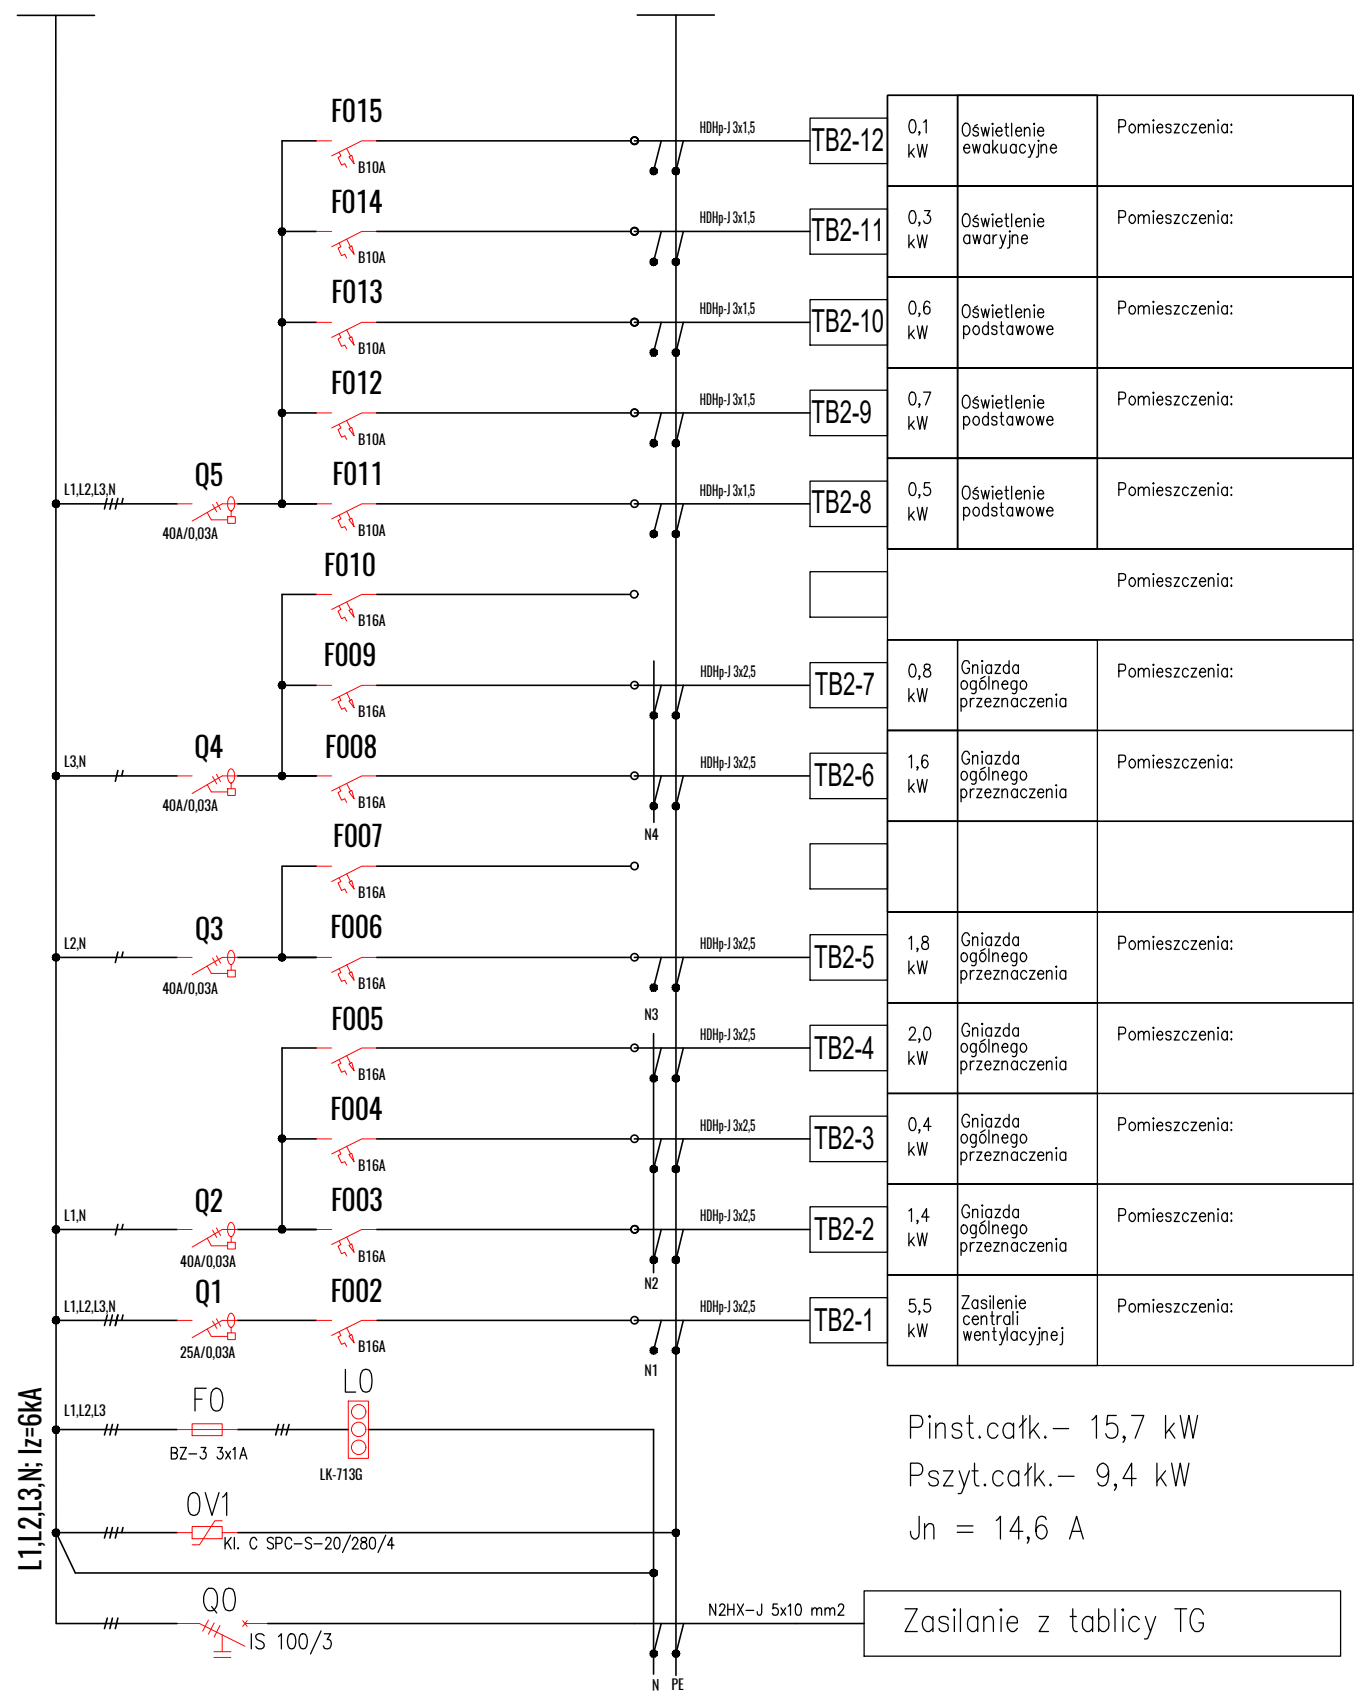 F015
B10A
HDHp-J 3x1,5
TB2-12
0,1
kW
Oświetlenie
ewakuacyjne
Pomieszczenia:
F014
B10A
HDHp-J 3x1,5
TB2-11
0,3
kW
Oświetlenie
awaryjne
Pomieszczenia:
F013
B10A
HDHp-J 3x1,5
TB2-10
0,6
kW
Oświetlenie
podstawowe
Pomieszczenia:
F012
B10A
HDHp-J 3x1,5
TB2-9
0,7
kW
Oświetlenie
podstawowe
Pomieszczenia:
L1,L2,L3,N
Q5
40A/0,03A
F011
B10A
HDHp-J 3x1,5
TB2-8
0,5
kW
Oświetlenie
podstawowe
Pomieszczenia:
F010
B16A
Pomieszczenia:
F009
B16A
HDHp-J 3x2,5
TB2-7
0,8
kW
Gniazda
ogólnego
przeznaczenia
Pomieszczenia:
L3,N
Q4
40A/0,03A
F008
B16A
N4
HDHp-J 3x2,5
TB2-6
1,6
kW
Gniazda
ogólnego
przeznaczenia
Pomieszczenia:
F007
B16A
L2,N
Q3
40A/0,03A
F006
B16A
N3
HDHp-J 3x2,5
TB2-5
1,8
kW
Gniazda
ogólnego
przeznaczenia
Pomieszczenia:
F005
B16A
HDHp-J 3x2,5
TB2-4
2,0
kW
Gniazda
ogólnego
przeznaczenia
Pomieszczenia:
F004
B16A
HDHp-J 3x2,5
TB2-3
0,4
kW
Gniazda
ogólnego
przeznaczenia
Pomieszczenia:
L1,N
Q2
40A/0,03A
F003
B16A
N2
HDHp-J 3x2,5
TB2-2
1,4
kW
Gniazda
ogólnego
przeznaczenia
Pomieszczenia:
L1,L2,L3,N
Q1
25A/0,03A
F002
B16A
N1
HDHp-J 3x2,5
TB2-1
5,5
kW
Zasilenie
centrali
wentylacyjnej
Pomieszczenia:
L1,L2,L3,N; Iz=6kA
L1,L2,L3
F0
BZ-3 3x1A
L0
LK-713G
Pinst.całk.- 15,7 kW
Pszyt.całk.- 9,4 kW
Jn = 14,6 A
0V1
Kl. C SPC-S-20/280/4
Q0
IS 100/3
N2HX-J 5x10 mm2
Zasilanie z tablicy TG
N
PE